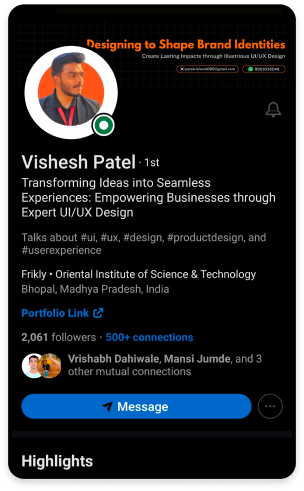 Designing to Shape Brand Identities
Create Lasting Impacts through Illustrious UI/UX Design
Vishesh Patel · 1st
Transforming Ideas into Seamless
Experiences: Empowering Businesses through
Expert UI/UX Design
Talks about #ui, #ux, #design, #productdesign, and
#userexperience
Frikly • Oriental Institute of Science & Technology
Bhopal, Madhya Pradesh, India
Portfolio Link
2,061 followers • 500+ connections
Vrishabh Dahiwale, Mansi Jumde, and 3
other mutual connections
Message
Highlights